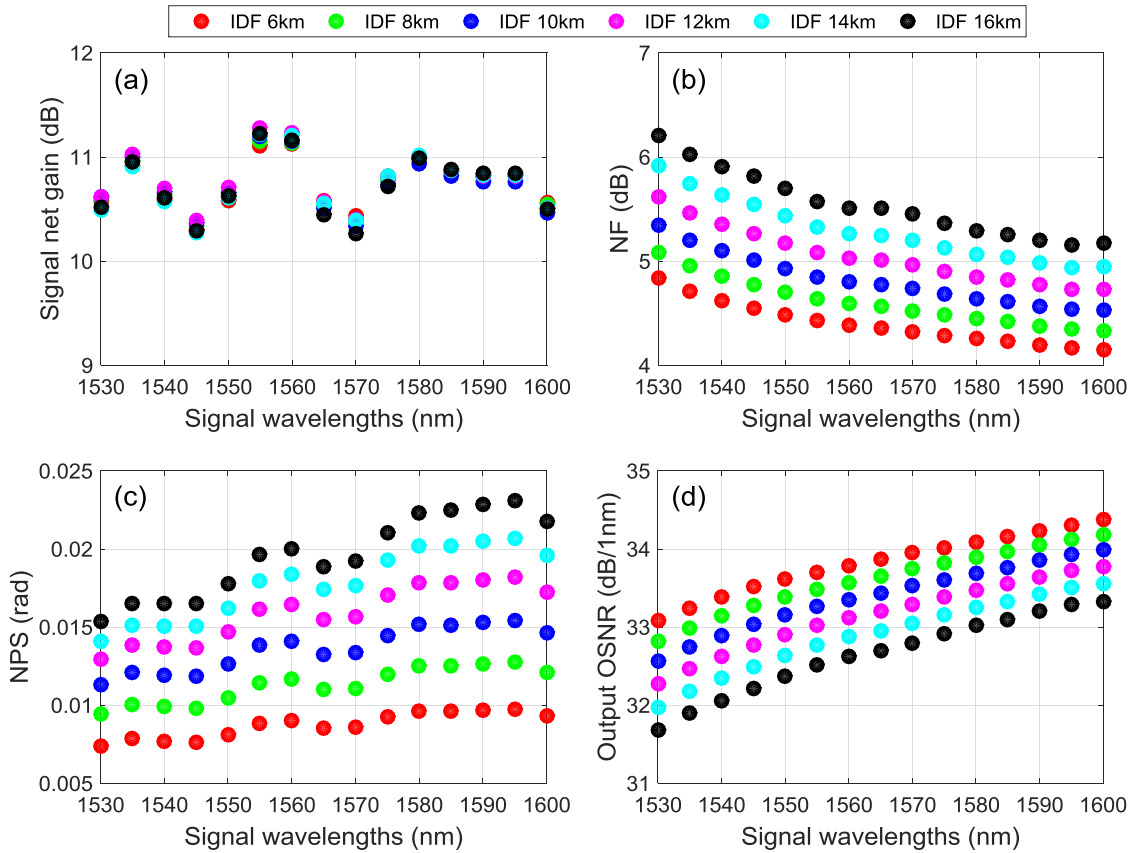 IDF 6km IDF 8km IDF 10km IDF 12km IDF 14km IDF 16km
(a)
Signal net gain (dB)
12
11
10
9
1530 1540 1550 1560 1570 1580 1590 1600
Signal wavelengths (nm)
(b)
NF (dB)
7
6
5
4
1530 1540 1550 1560 1570 1580 1590 1600
Signal wavelengths (nm)
(c)
NPS (rad)
0.025
0.02
0.015
0.01
0.005
1530 1540 1550 1560 1570 1580 1590 1600
Signal wavelengths (nm)
(d)
Output OSNR (dB/1nm)
35
34
33
32
31
1530 1540 1550 1560 1570 1580 1590 1600
Signal wavelengths (nm)